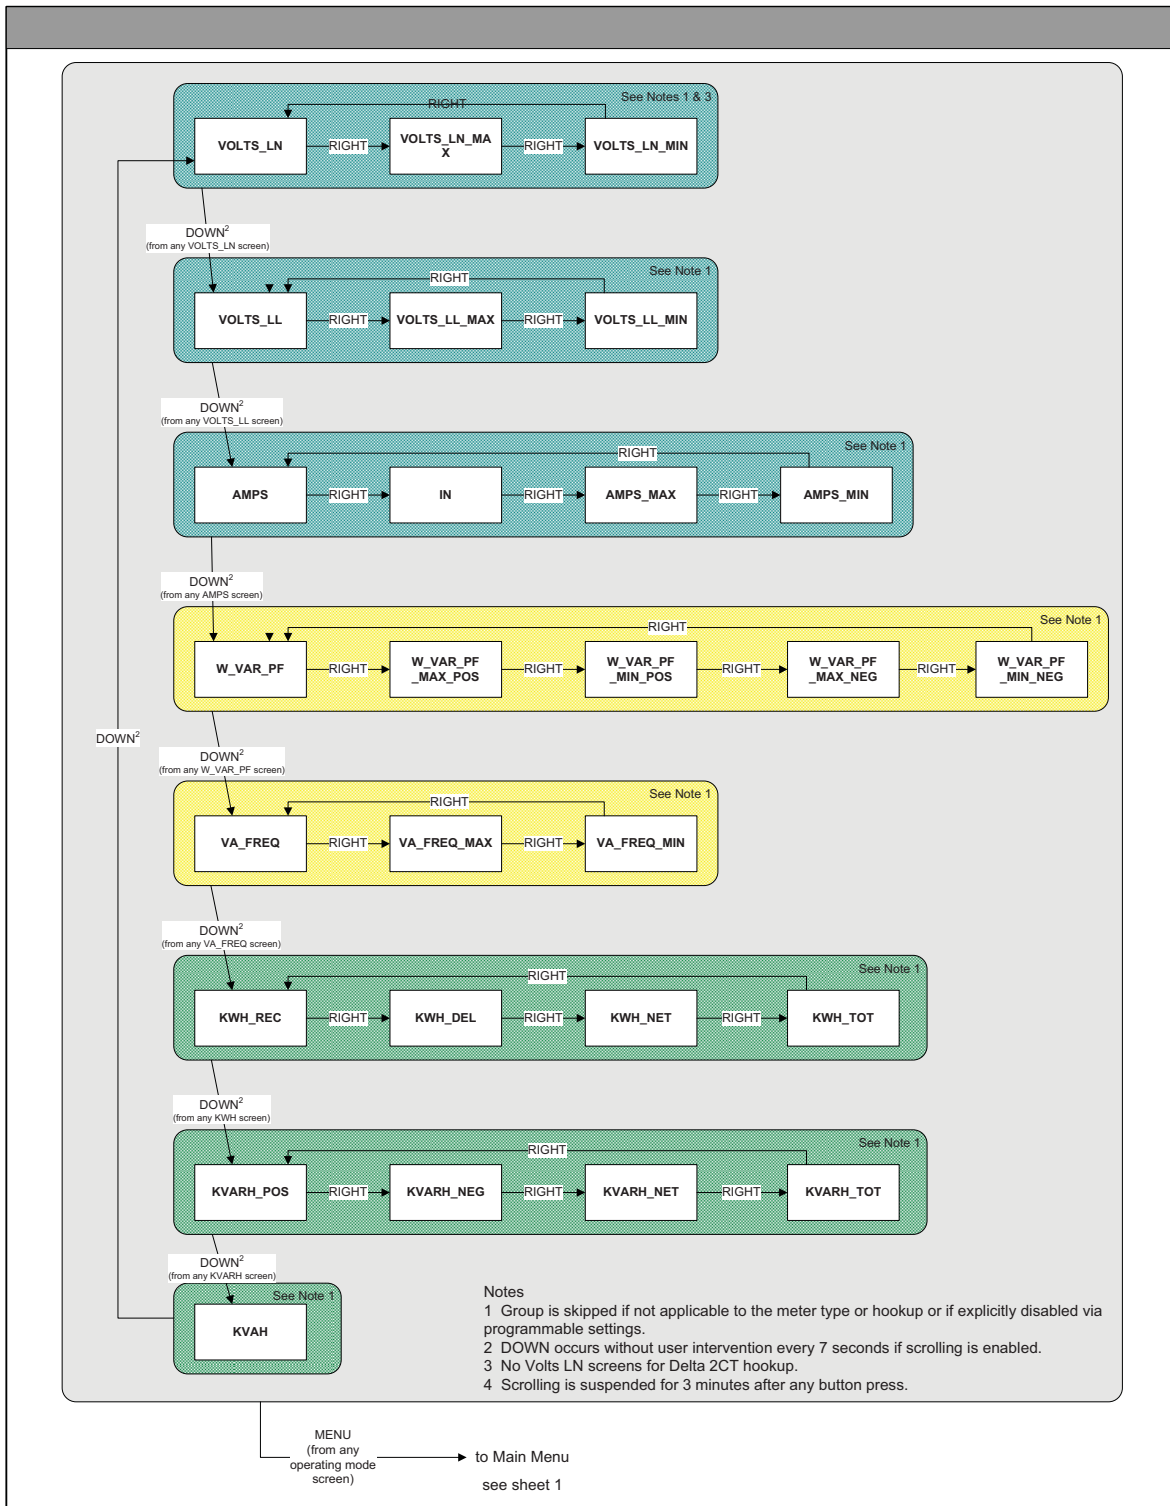 See Notes 1 & 3
RIGHT
VOLTS_LN
RIGHT
VOLTS_LN_MA
X
RIGHT
VOLTS_LN_MIN
DOWN2
(from any VOLTS_LN screen)
See Note 1
RIGHT
VOLTS_LL
RIGHT
VOLTS_LL_MAX
RIGHT
VOLTS_LL_MIN
DOWN2
(from any VOLTS_LL screen)
See Note 1
RIGHT
AMPS
RIGHT
IN
RIGHT
AMPS_MAX
RIGHT
AMPS_MIN
DOWN2
(from any AMPS screen)
See Note 1
RIGHT
W_VAR_PF
RIGHT
W_VAR_PF
_MAX_POS
RIGHT
W_VAR_PF
_MIN_POS
RIGHT
W_VAR_PF
_MAX_NEG
RIGHT
W_VAR_PF
_MIN_NEG
DOWN2
DOWN2
(from any W_VAR_PF screen)
See Note 1
RIGHT
VA_FREQ
RIGHT
VA_FREQ_MAX
RIGHT
VA_FREQ_MIN
DOWN2
(from any VA_FREQ screen)
See Note 1
RIGHT
KWH_REC
RIGHT
KWH_DEL
RIGHT
KWH_NET
RIGHT
KWH_TOT
DOWN2
(from any KWH screen)
See Note 1
RIGHT
KVARH_POS
RIGHT
KVARH_NEG
RIGHT
KVARH_NET
RIGHT
KVARH_TOT
DOWN2
(from any KVARH screen)
See Note 1
KVAH
Notes
1 Group is skipped if not applicable to the meter type or hookup or if explicitly disabled via
programmable settings.
2 DOWN occurs without user intervention every 7 seconds if scrolling is enabled.
3 No Volts LN screens for Delta 2CT hookup.
4 Scrolling is suspended for 3 minutes after any button press.
MENU
(from any
operating mode
screen)
to Main Menu
see sheet 1